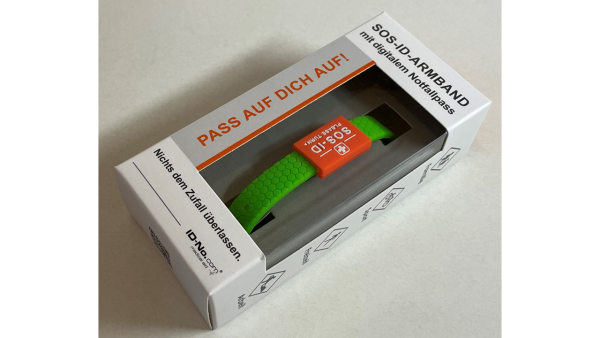 SOS-ID-ARMBAND
mit digitalem Notfallpass
PASS AUF DICH AUF!
SOS-ID
PLEASE TURN
Nichts dem Zufall überlassen.
ID-No.com